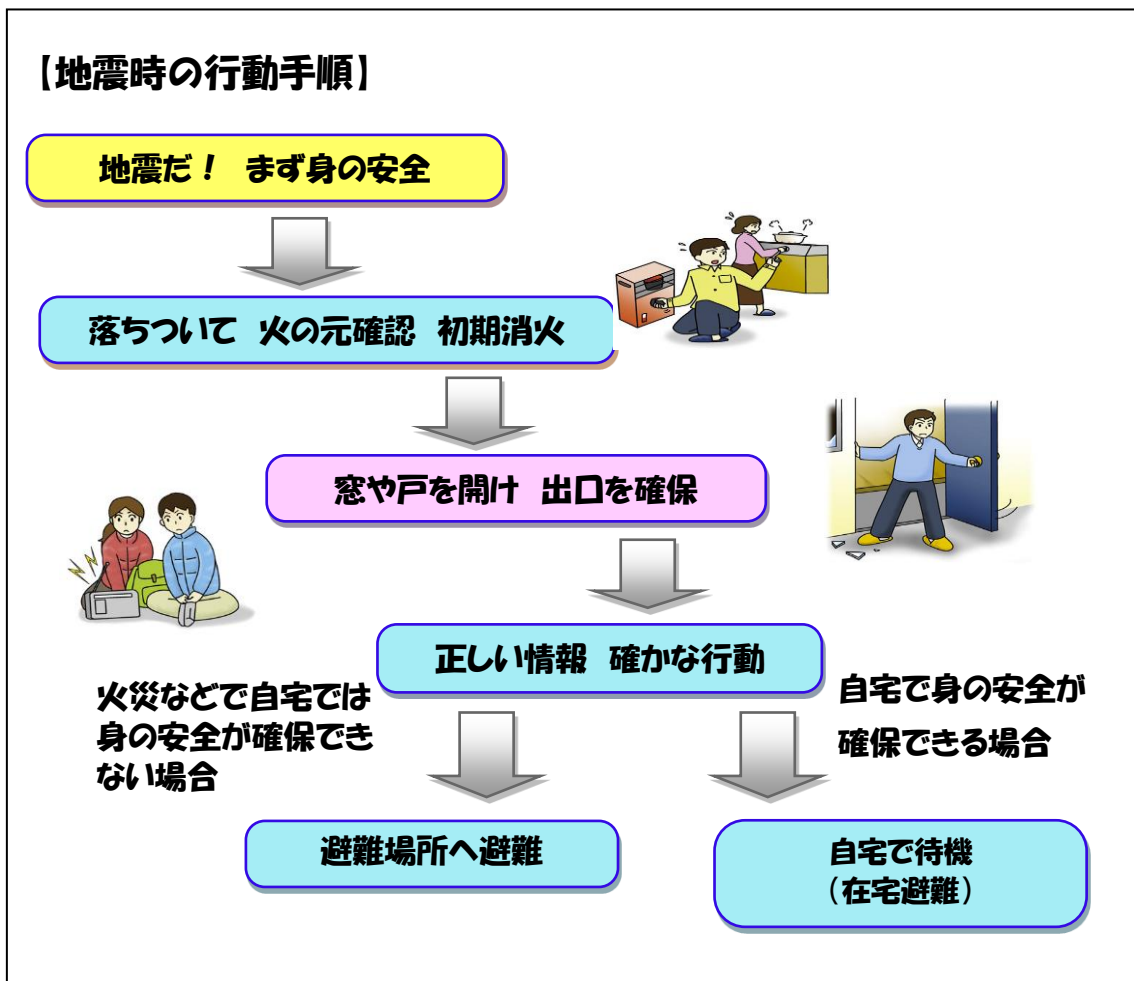 【地震時の行動手順】
地震だ！ まず身の安全
落ちついて 火の元確認 初期消火
窓や戸を開け 出口を確保
正しい情報 確かな行動
火災などで自宅では
身の安全が確保でき
ない場合
自宅で身の安全が
確保できる場合
避難場所へ避難
自宅で待機
（在宅避難）